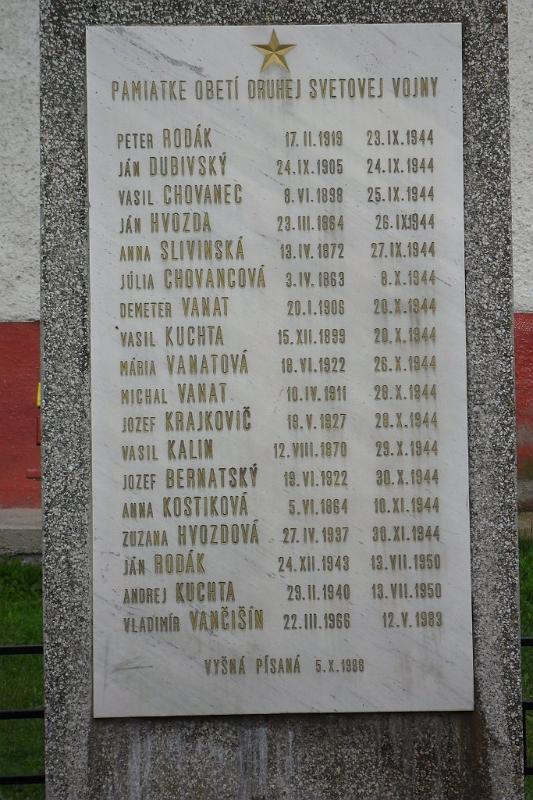 PAMIATKE OBETÍ DRUHEJ SVETOVEJ VOJNY
PETER RODÁK 17.II.1919 23.IX.1944
JÁN DUBIVSKÝ 24.IX.1905 24.IX.1944
VASIL CHOVANEC 8.VI.1898 25.IX.1944
JÁN HVOZDA 23.III.1864 26.IX1944
ANNA SLIVINSKÁ 13.IV.1872 27.IX.1944
JÚLIA CHOVANCOVÁ 3.IV.1863 8.X.1944
DEMETER VANAT 20.I.1906 20.X.1944
VASIL KUCHTA 15.XII.1899 20.X.1944
MÁRIA VANATOVÁ 18.VI.1922 26.X.1944
MICHAL VANAT 10.IV.1911 28.X.1944
JOZEF KRAJKOVIČ 18.V.1927 28.X.1944
VASIL KALIN 12.VIII.1870 29.X.1944
JOZEF BERNATSKÝ 19.VI.1922 30.X.1944
ANNA KOSTIKOVÁ 5.VI.1864 10.XI.1944
ZUZANA HVOZDOVÁ 27.IV.1937 30.XI.1944
JÁN RODÁK 24.XII.1943 13.VII.1950
ANDREJ KUCHTA 29.II.1940 13.VII.1950
VLADIMÍR VANČIŠIN 22.III.1966 12.V.1983
VYŠNÁ PÍSANÁ 5.X.1988